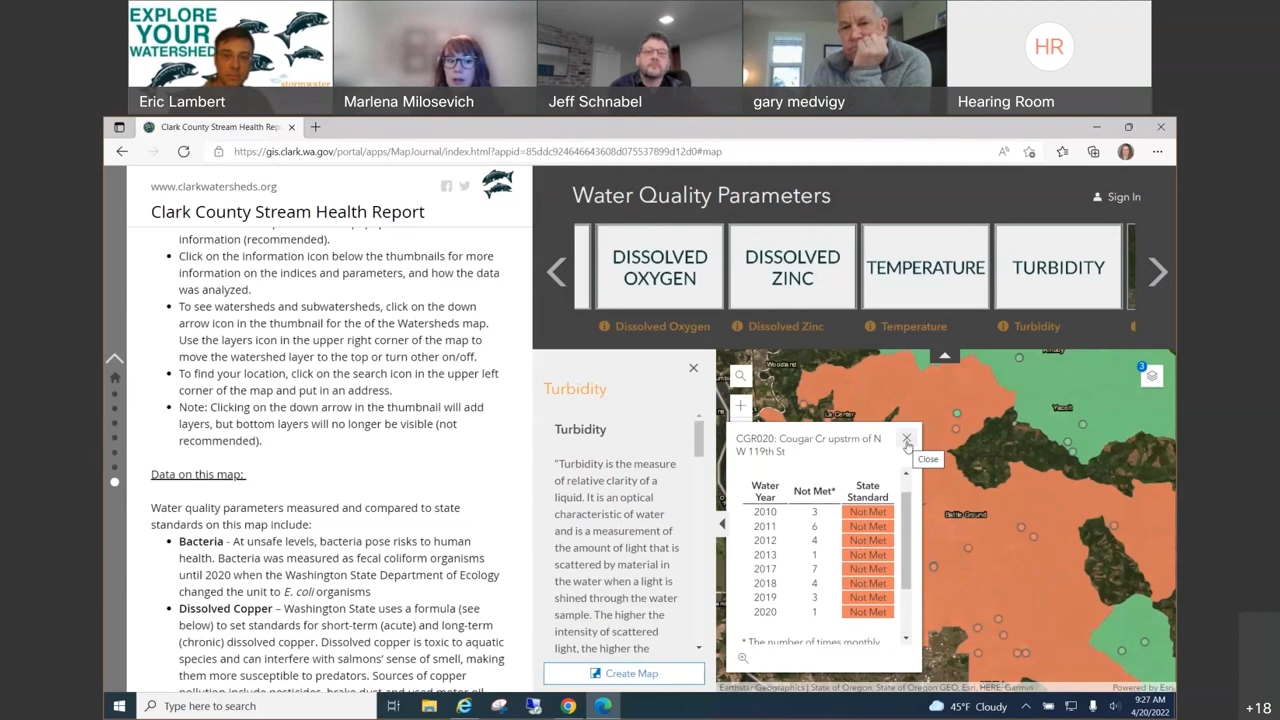 EXPLORE
YOUR
WATERSHED
stormwater
HR
Eric Lambert
Marlena Milosevich
Jeff Schnabel
gary medvigy
Hearing Room
Clark County Stream Health Rep
https://gis.clark.wa.gov/portal/apps/MapJournal/index.html?appid=85ddc924646643608d075537899d12d0#map
www.clarkwatersheds.org
Clark County Stream Health Report
information (recommended).
Click on the information icon below the thumbnails for more
information on the indices and parameters, and how the data
was analyzed.
To see watersheds and subwatersheds, click on the down
arrow icon in the thumbnail for the of the Watersheds map.
Use the layers icon in the upper right corner of the map to
move the watershed layer to the top or turn other on/off.
To find your location, click on the search icon in the upper left
corner of the map and put in an address.
Note: Clicking on the down arrow in the thumbnail will add
layers, but bottom layers will no longer be visible (not
recommended).
Data on this map:
Water quality parameters measured and compared to state
standards on this map include:
Bacteria - At unsafe levels, bacteria pose risks to human
health. Bacteria was measured as fecal coliform organisms
until 2020 when the Washington State Department of Ecology
changed the unit to E. coli organisms
Dissolved Copper – Washington State uses a formula (see
below) to set standards for short-term (acute) and long-term
(chronic) dissolved copper. Dissolved copper is toxic to aquatic
species and can interfere with salmons' sense of smell, making
them more susceptible to predators. Sources of copper
pollution include pesticides, brake dust and used motor oil
Water Quality Parameters
Sign In
DISSOLVED
OXYGEN
DISSOLVED
ZINC
TEMPERATURE
TURBIDITY
Dissolved Oxygen
Dissolved Zinc
Temperature
Turbidity
Turbidity
Turbidity
"Turbidity is the measure
of relative clarity of a
liquid. It is an optical
characteristic of water
and is a measurement of
the amount of light that is
scattered by material in
the water when a light is
shined through the water
sample. The higher the
intensity of scattered
light, the higher the
Create Map
Woodland
La Center
Yacolt
Battle Ground
3
CGR020: Cougar Cr upstrm of N
W 119th St
Close
Water Year Not Met* State Standard
2010 3 Not Met
2011 6 Not Met
2012 4 Not Met
2013 1 Not Met
2017 7 Not Met
2018 4 Not Met
2019 3 Not Met
2020 1 Not Met
* The number of times monthly
Earthstar Geographics | State of Oregon, State of Oregon GEO, Esri, HERE, Garmin
Powered by Esri
Type here to search
45°F Cloudy
9:27 AM
4/20/2022
+18